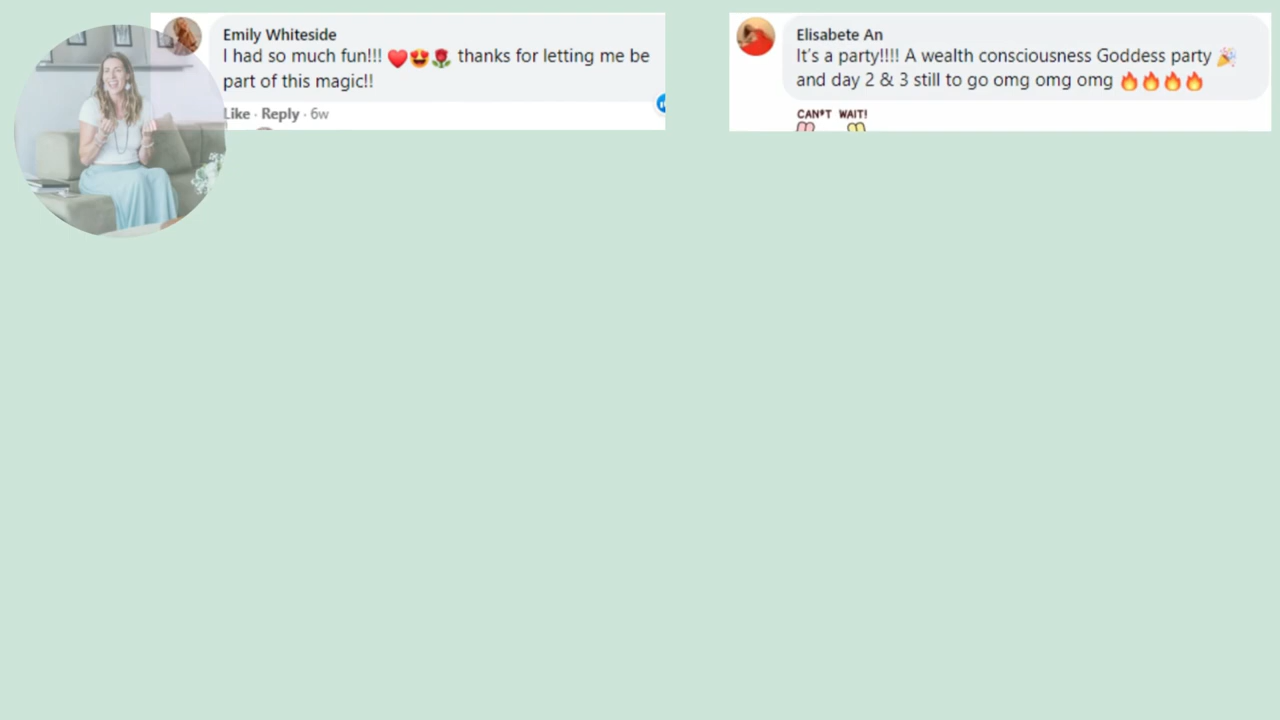 Emily Whiteside
I had so much fun!!! ❤️😍🌹 thanks for letting me be
part of this magic!!
Like · Reply · 6w
Elisabete An
It's a party!!!! A wealth consciousness Goddess party 🎉
and day 2 & 3 still to go omg omg omg 🔥🔥🔥🔥
CAN'T WAIT!